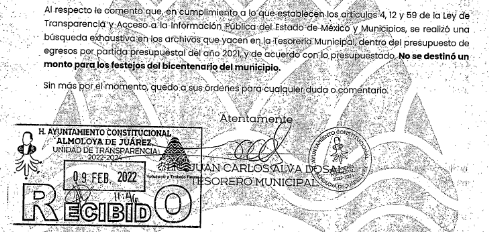 Al respecto le comento que, en cumplimiento a lo que establecen los artículos 4, 12 y 59 de la Ley de
Transparencia y Acceso a la Información Pública del Estado de México y Municipios, se realizó una
búsqueda exhaustiva en los archivos que yacen en la Tesorería Municipal, dentro del presupuesto de
egresos por partida presupuestal del año 2021, y de acuerdo con lo presupuestado. No se destinó un
monto para los festejos del bicentenario del municipio.
Sin más por el momento, quedo a sus órdenes para cualquier duda o comentario.
Atentamente
H. AYUNTAMIENTO CONSTITUCIONAL
ALMOLOYA DE JUÁREZ
UNIDAD DE TRANSPARENCIA
2022-2024
09 FEB. 2022
RECIBIDO
JUAN CARLOS ALVA DOSAL
TESORERO MUNICIPAL